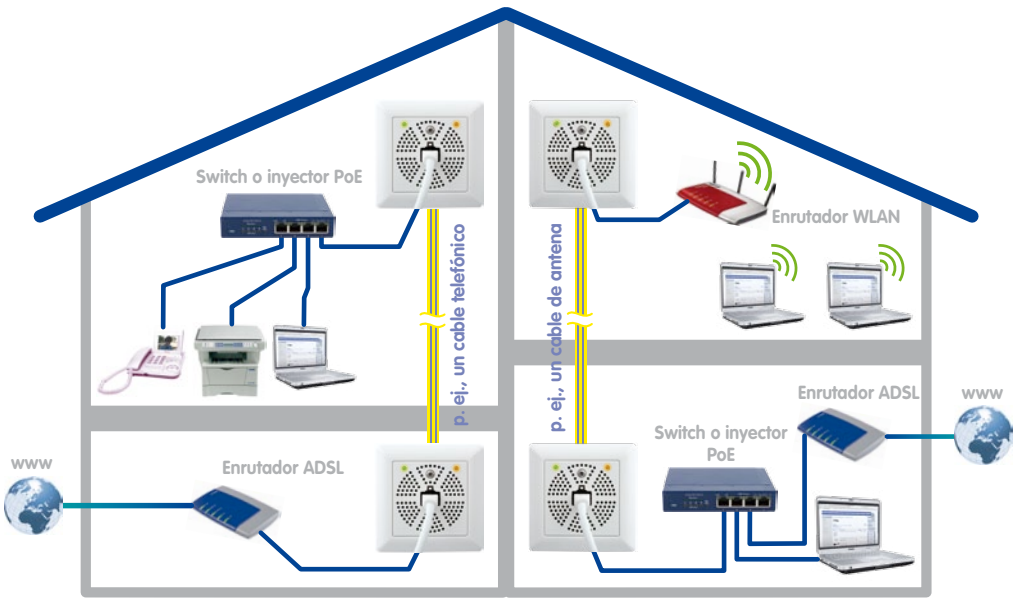 Switch o inyector PoE
Enrutador WLAN
p. ej., un cable telefónico
p. ej., un cable de antena
Enrutador ADSL
www
Switch o inyector
PoE
www
Enrutador ADSL